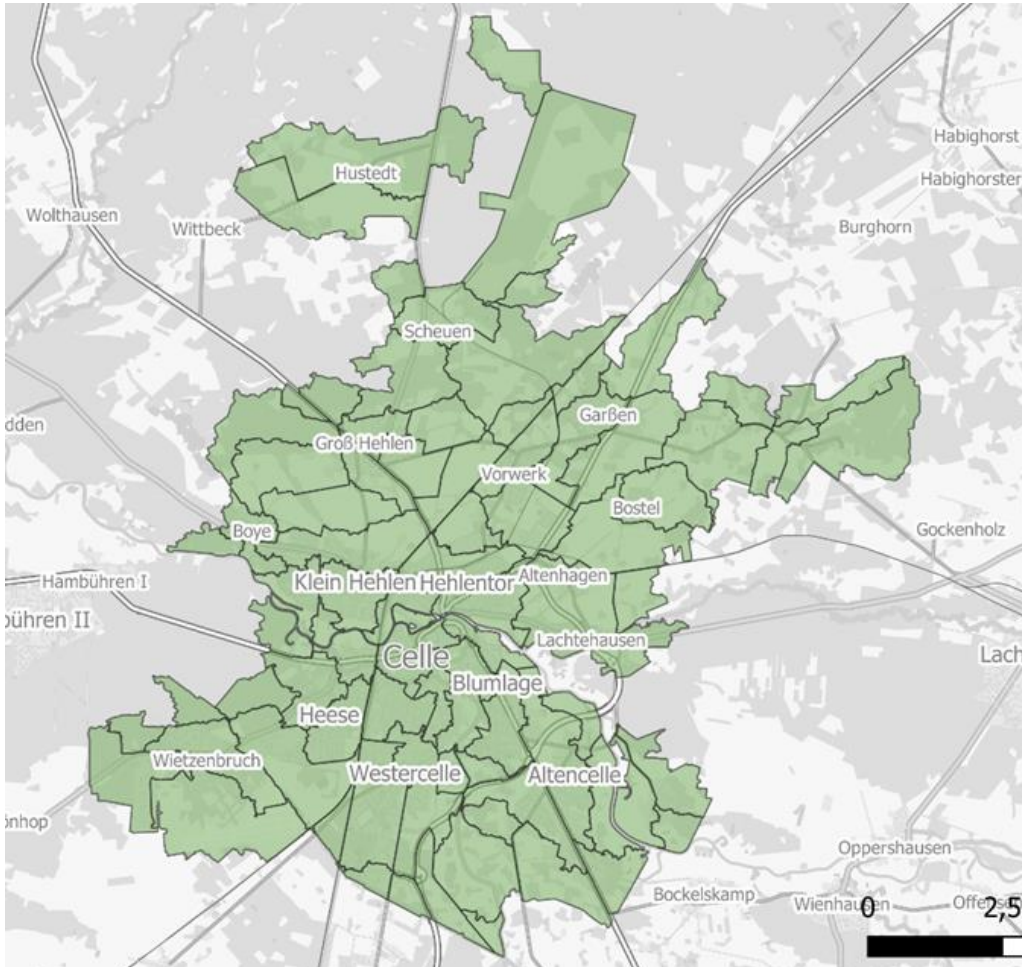 Habighorst
Hustedt
Habighorster
Wolthausen
Wittbeck
Burghorn
Scheuen
Garßen
dden
Groß Hehlen
Vorwerk
Bostel
Boye
Gockenholz
Hambühren I
Klein Hehlen
Hehlentor
Altenhagen
bühren II
Lachtehausen
Celle
Lach
Blumlage
Heese
Wietzenbruch
Westercelle
Altencelle
önhop
Oppershausen
Bockelskamp
Wienhausen
Offens
0
2,5